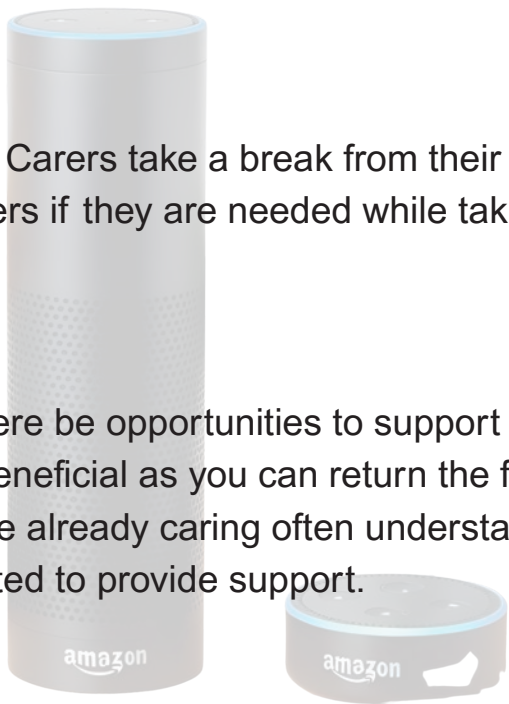 Carers take a break from their
ers if they are needed while tak
ere be opportunities to support
eneficial as you can return the f
e already caring often understa
ted to provide support.
amazon
amazon